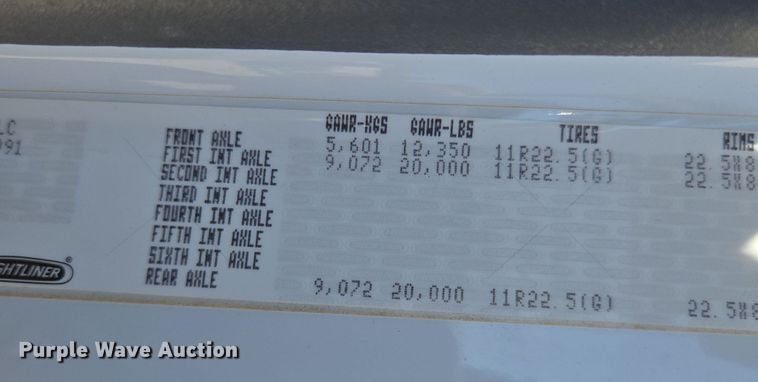 GAWR-KGS GAWR-LBS TIRES RIMS
FRONT AXLE 5,601 12,350 11R22.5(G) 22.5X8
FIRST INT AXLE 9,072 20,000 11R22.5(G) 22.5X8
SECOND INT AXLE
THIRD INT AXLE
FOURTH INT AXLE
FIFTH INT AXLE
SIXTH INT AXLE
REAR AXLE 9,072 20,000 11R22.5(G) 22.5X8
LC
991
GHTLINER
Purple Wave Auction